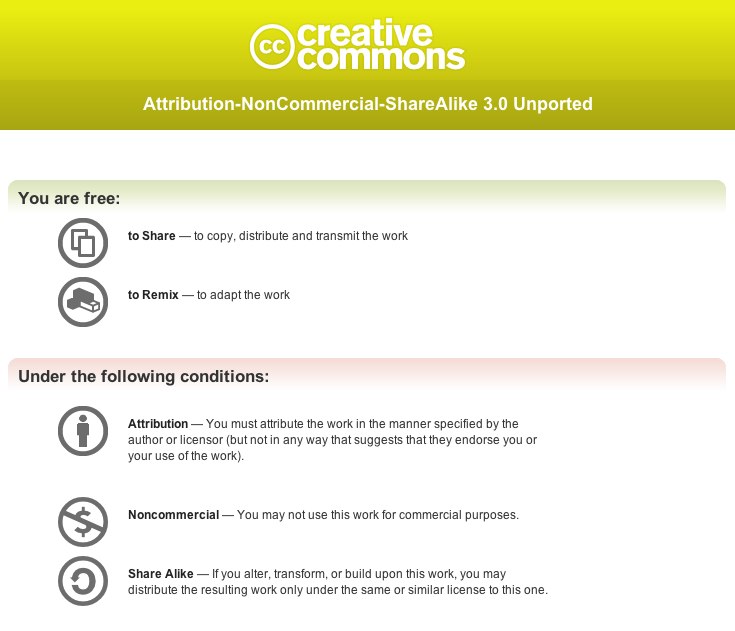 cc creative
commons
Attribution-NonCommercial-ShareAlike 3.0 Unported
You are free:
to Share — to copy, distribute and transmit the work
to Remix — to adapt the work
Under the following conditions:
Attribution — You must attribute the work in the manner specified by the
author or licensor (but not in any way that suggests that they endorse you or
your use of the work).
$
Noncommercial — You may not use this work for commercial purposes.
Share Alike — If you alter, transform, or build upon this work, you may
distribute the resulting work only under the same or similar license to this one.